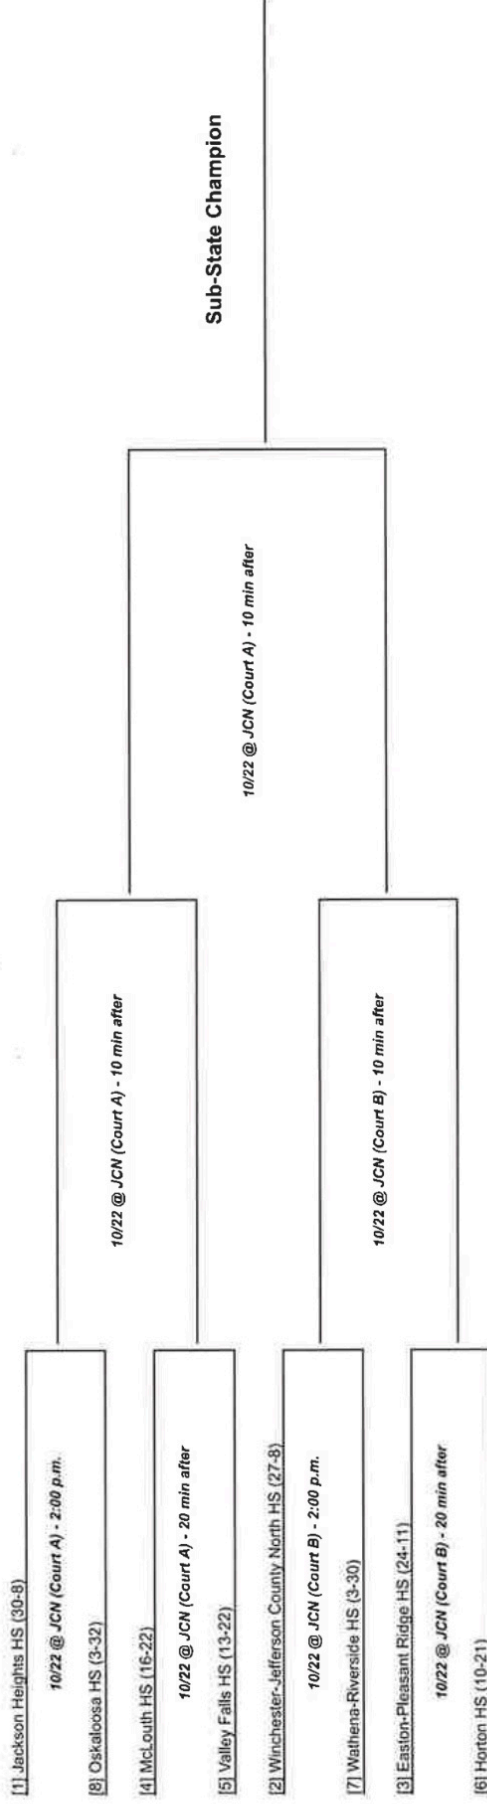 [1] Jackson Heights HS (30-8)
10/22 @ JCN (Court A) - 2:00 p.m.
[8] Oskaloosa HS (3-32)
10/22 @ JCN (Court A) - 10 min after
[4] McLouth HS (16-22)
10/22 @ JCN (Court A) - 20 min after
[5] Valley Falls HS (13-22)
Sub-State Champion
10/22 @ JCN (Court A) - 10 min after
[2] Winchester-Jefferson County North HS (27-8)
10/22 @ JCN (Court B) - 2:00 p.m.
[7] Wathena-Riverside HS (3-30)
10/22 @ JCN (Court B) - 10 min after
[3] Easton-Pleasant Ridge HS (24-11)
10/22 @ JCN (Court B) - 20 min after
[6] Horton HS (10-21)